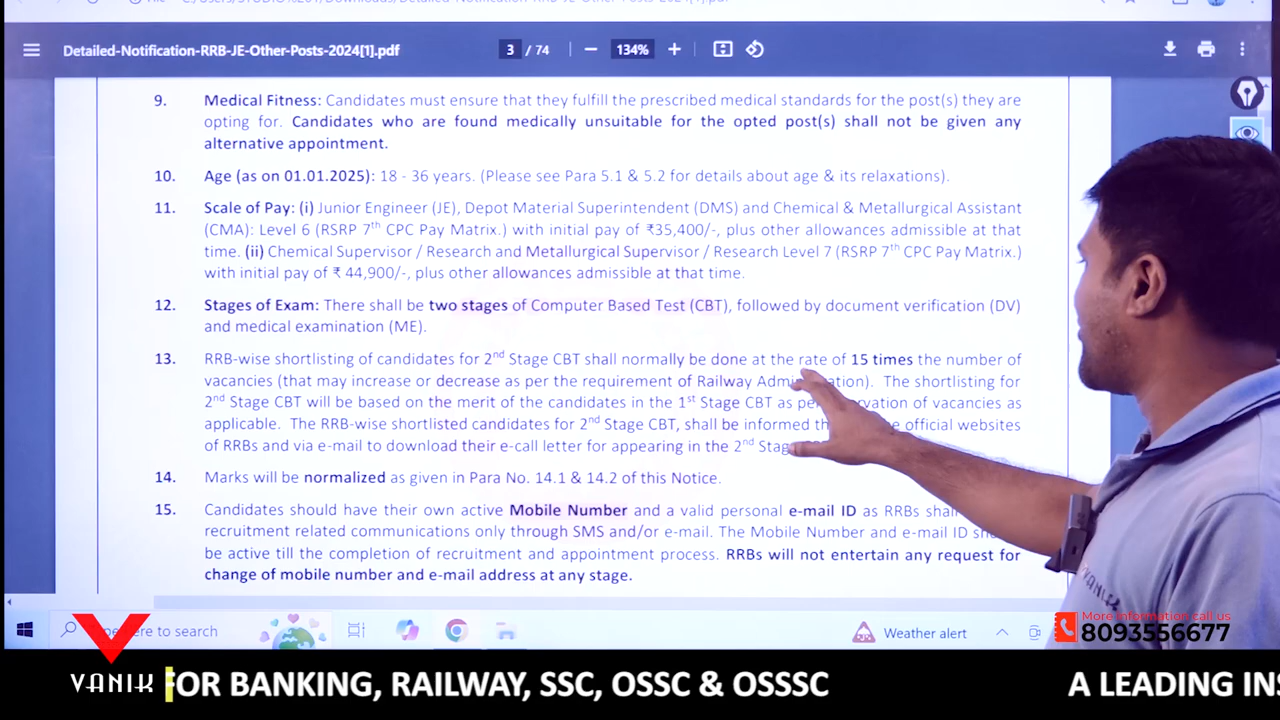 Detailed-Notification-RRB-JE-Other-Posts-2024[1].pdf
3 / 74
134%
9. Medical Fitness: Candidates must ensure that they fulfill the prescribed medical standards for the post(s) they are
opting for. Candidates who are found medically unsuitable for the opted post(s) shall not be given any
alternative appointment.
10. Age (as on 01.01.2025): 18 - 36 years. (Please see Para 5.1 & 5.2 for details about age & its relaxations).
11. Scale of Pay: (i) Junior Engineer (JE), Depot Material Superintendent (DMS) and Chemical & Metallurgical Assistant
(CMA): Level 6 (RSRP 7th CPC Pay Matrix.) with initial pay of ₹35,400/-, plus other allowances admissible at that
time. (ii) Chemical Supervisor / Research and Metallurgical Supervisor / Research Level 7 (RSRP 7th CPC Pay Matrix.)
with initial pay of ₹ 44,900/-, plus other allowances admissible at that time.
12. Stages of Exam: There shall be two stages of Computer Based Test (CBT), followed by document verification (DV)
and medical examination (ME).
13. RRB-wise shortlisting of candidates for 2nd Stage CBT shall normally be done at the rate of 15 times the number of
vacancies (that may increase or decrease as per the requirement of Railway The shortlisting for
2nd Stage CBT will be based on the merit of the candidates in the 1st Stage CBT as of vacancies as
applicable. The RRB-wise shortlisted candidates for 2nd Stage CBT, shall be informed official websites
of RRBs and via e-mail to download their e-call letter for appearing in the 2nd
14. Marks will be normalized as given in Para No. 14.1 & 14.2 of this Notice.
15. Candidates should have their own active Mobile Number and a valid personal e-mail ID as RRBs
recruitment related communications only through SMS and/or e-mail. The Mobile Number and e-mail ID
be active till the completion of recruitment and appointment process. RRBs will not entertain any request for
change of mobile number and e-mail address at any stage.
to search
Weather alert
More information call us
8093556677
VANIK
FOR BANKING, RAILWAY, SSC, OSSC & OSSSC
A LEADING